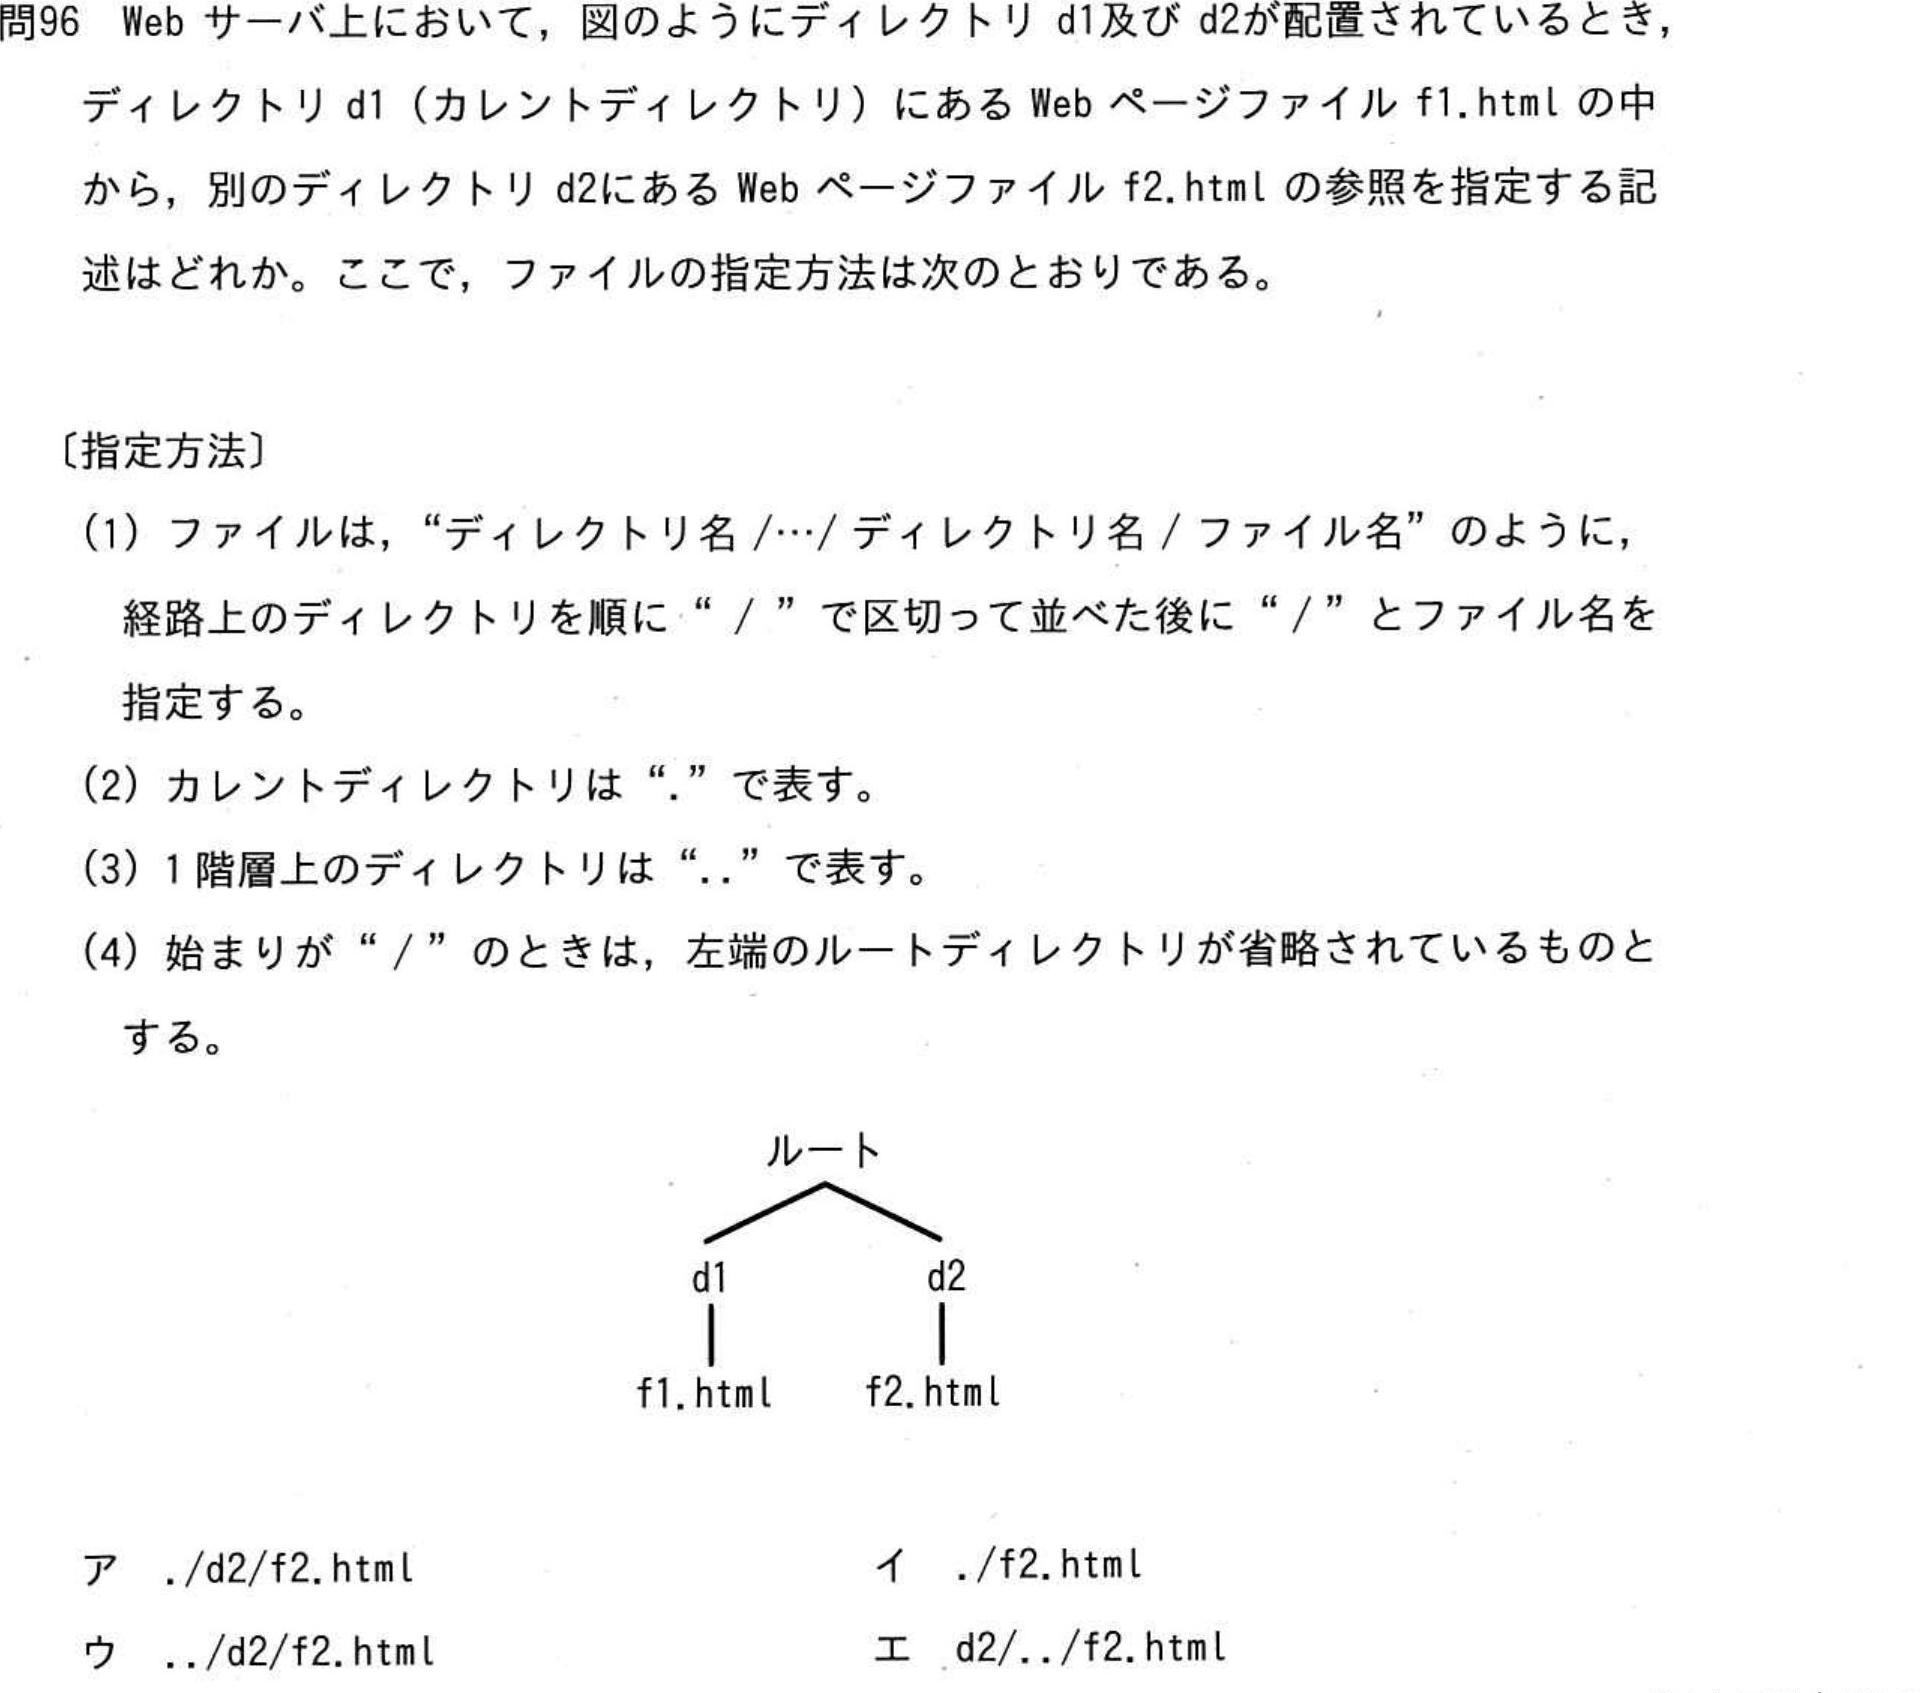 問96　Web サーバ上において，図のようにディレクトリ d1及び d2が配置されているとき，
ディレクトリ d1（カレントディレクトリ）にある Web ページファイル f1.html の中
から，別のディレクトリ d2にある Web ページファイル f2.html の参照を指定する記
述はどれか。ここで，ファイルの指定方法は次のとおりである。
〔指定方法〕
(1) ファイルは，“ディレクトリ名 /…/ ディレクトリ名 / ファイル名” のように，
経路上のディレクトリを順に “ / ” で区切って並べた後に “ / ” とファイル名を
指定する。
(2) カレントディレクトリは “.” で表す。
(3) 1 階層上のディレクトリは “..” で表す。
(4) 始まりが “ / ” のときは，左端のルートディレクトリが省略されているものと
する。
ルート
d1 d2
f1.html f2.html
ア ./d2/f2.html イ ./f2.html
ウ ../d2/f2.html エ d2/../f2.html